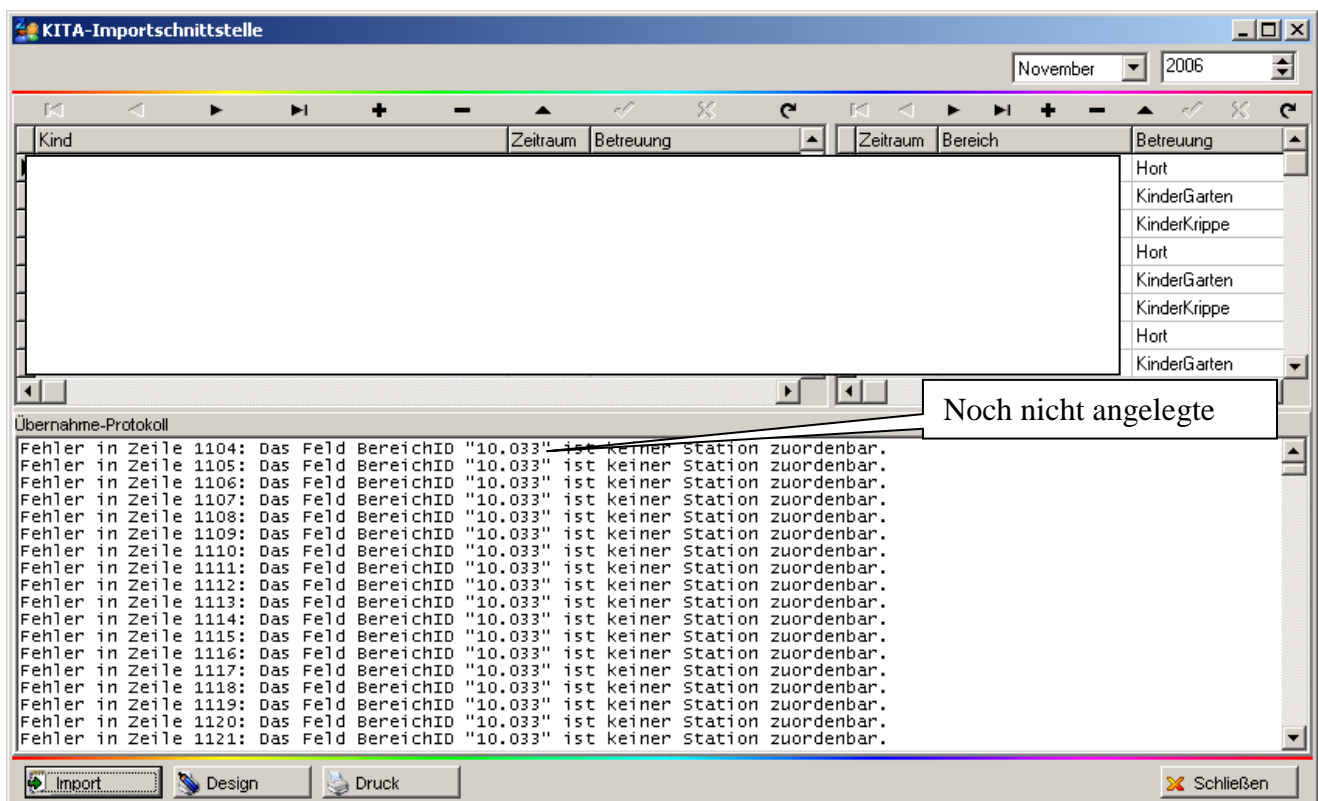 KITA-Importschnittstelle
November 2006
Kind Zeitraum Betreuung Zeitraum Bereich Betreuung
Hort
KinderGarten
KinderKrippe
Hort
KinderGarten
KinderKrippe
Hort
KinderGarten
Noch nicht angelegte
Übernahme-Protokoll
Fehler in Zeile 1104: Das Feld BereichID "10.033" ist keiner Station zuordenbar.
Fehler in Zeile 1105: Das Feld BereichID "10.033" ist keiner Station zuordenbar.
Fehler in Zeile 1106: Das Feld BereichID "10.033" ist keiner Station zuordenbar.
Fehler in Zeile 1107: Das Feld BereichID "10.033" ist keiner Station zuordenbar.
Fehler in Zeile 1108: Das Feld BereichID "10.033" ist keiner Station zuordenbar.
Fehler in Zeile 1109: Das Feld BereichID "10.033" ist keiner Station zuordenbar.
Fehler in Zeile 1110: Das Feld BereichID "10.033" ist keiner Station zuordenbar.
Fehler in Zeile 1111: Das Feld BereichID "10.033" ist keiner Station zuordenbar.
Fehler in Zeile 1112: Das Feld BereichID "10.033" ist keiner Station zuordenbar.
Fehler in Zeile 1113: Das Feld BereichID "10.033" ist keiner Station zuordenbar.
Fehler in Zeile 1114: Das Feld BereichID "10.033" ist keiner Station zuordenbar.
Fehler in Zeile 1115: Das Feld BereichID "10.033" ist keiner Station zuordenbar.
Fehler in Zeile 1116: Das Feld BereichID "10.033" ist keiner Station zuordenbar.
Fehler in Zeile 1117: Das Feld BereichID "10.033" ist keiner Station zuordenbar.
Fehler in Zeile 1118: Das Feld BereichID "10.033" ist keiner Station zuordenbar.
Fehler in Zeile 1119: Das Feld BereichID "10.033" ist keiner Station zuordenbar.
Fehler in Zeile 1120: Das Feld BereichID "10.033" ist keiner Station zuordenbar.
Fehler in Zeile 1121: Das Feld BereichID "10.033" ist keiner Station zuordenbar.
Import Design Druck Schließen